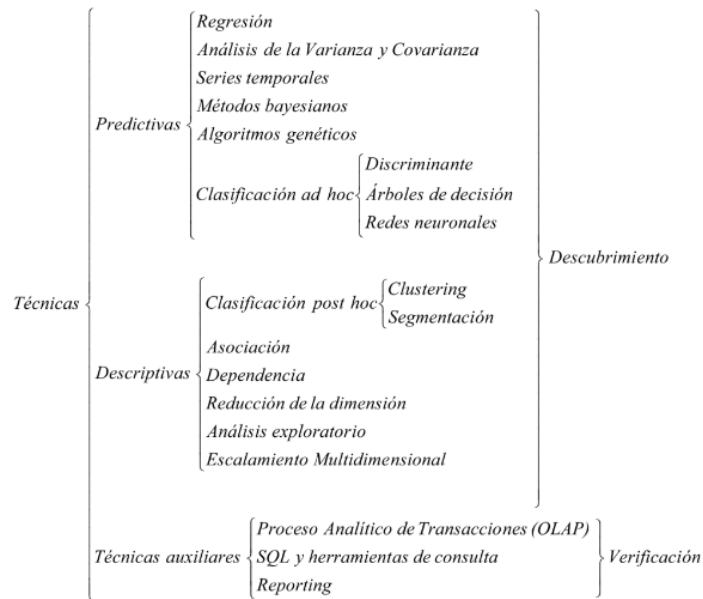 Regresión
Análisis de la Varianza y Covarianza
Series temporales
Métodos bayesianos
Predictivas
Algoritmos genéticos
Discriminante
Clasificación ad hoc
Árboles de decisión
Redes neuronales
Descubrimiento
Técnicas
Clasificación post hoc
Clustering
Segmentación
Asociación
Descriptivas
Dependencia
Reducción de la dimensión
Análisis exploratorio
Escalamiento Multidimensional
Proceso Analítico de Transacciones (OLAP)
Técnicas auxiliares
SQL y herramientas de consulta
Verificación
Reporting